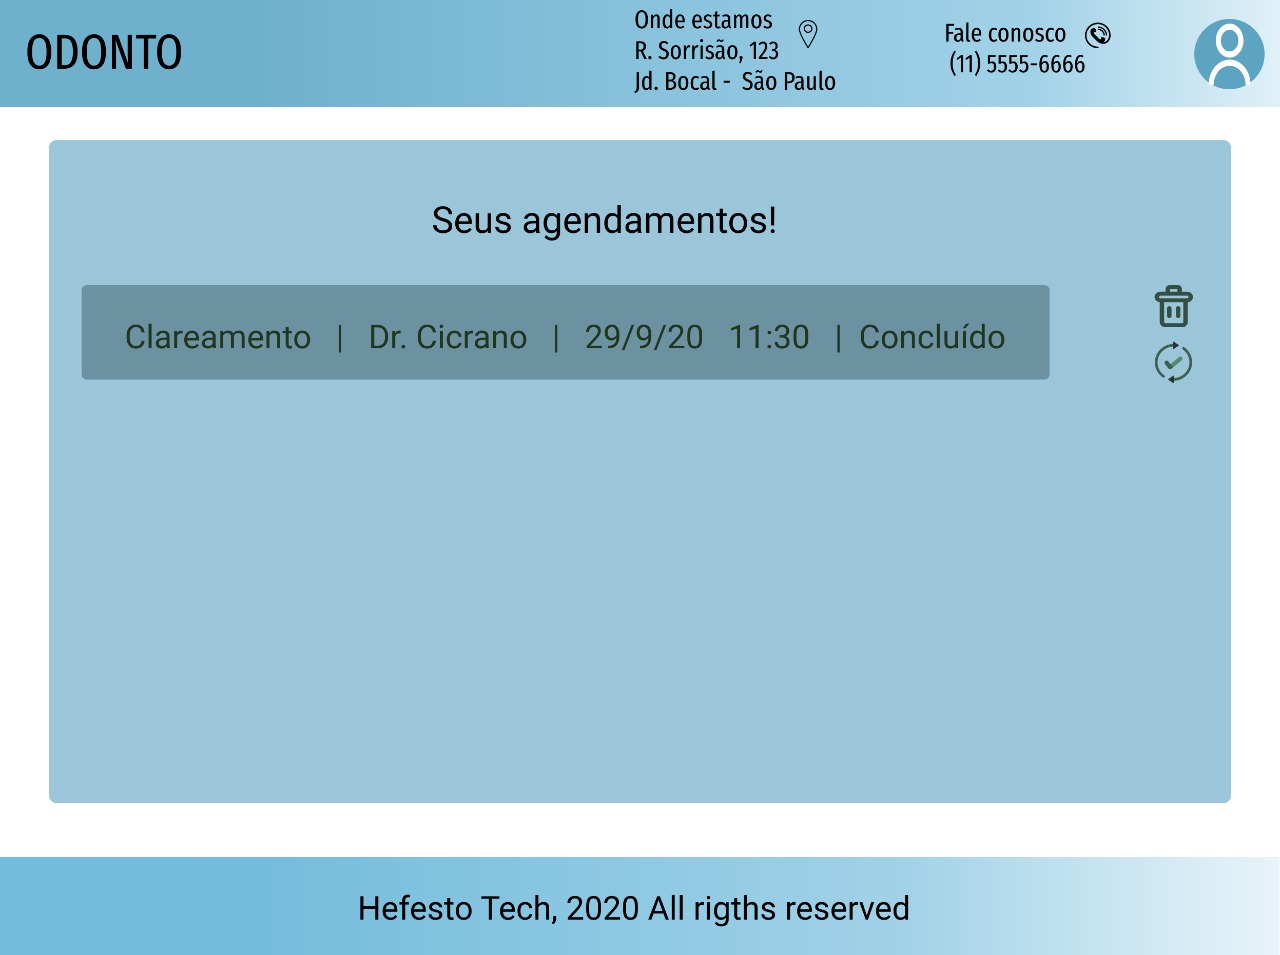 ODONTO
Onde estamos
R. Sorrisão, 123
Jd. Bocal - São Paulo
Fale conosco
(11) 5555-6666
Seus agendamentos!
Clareamento | Dr. Cicrano | 29/9/20 11:30 | Concluído
Hefesto Tech, 2020 All rigths reserved